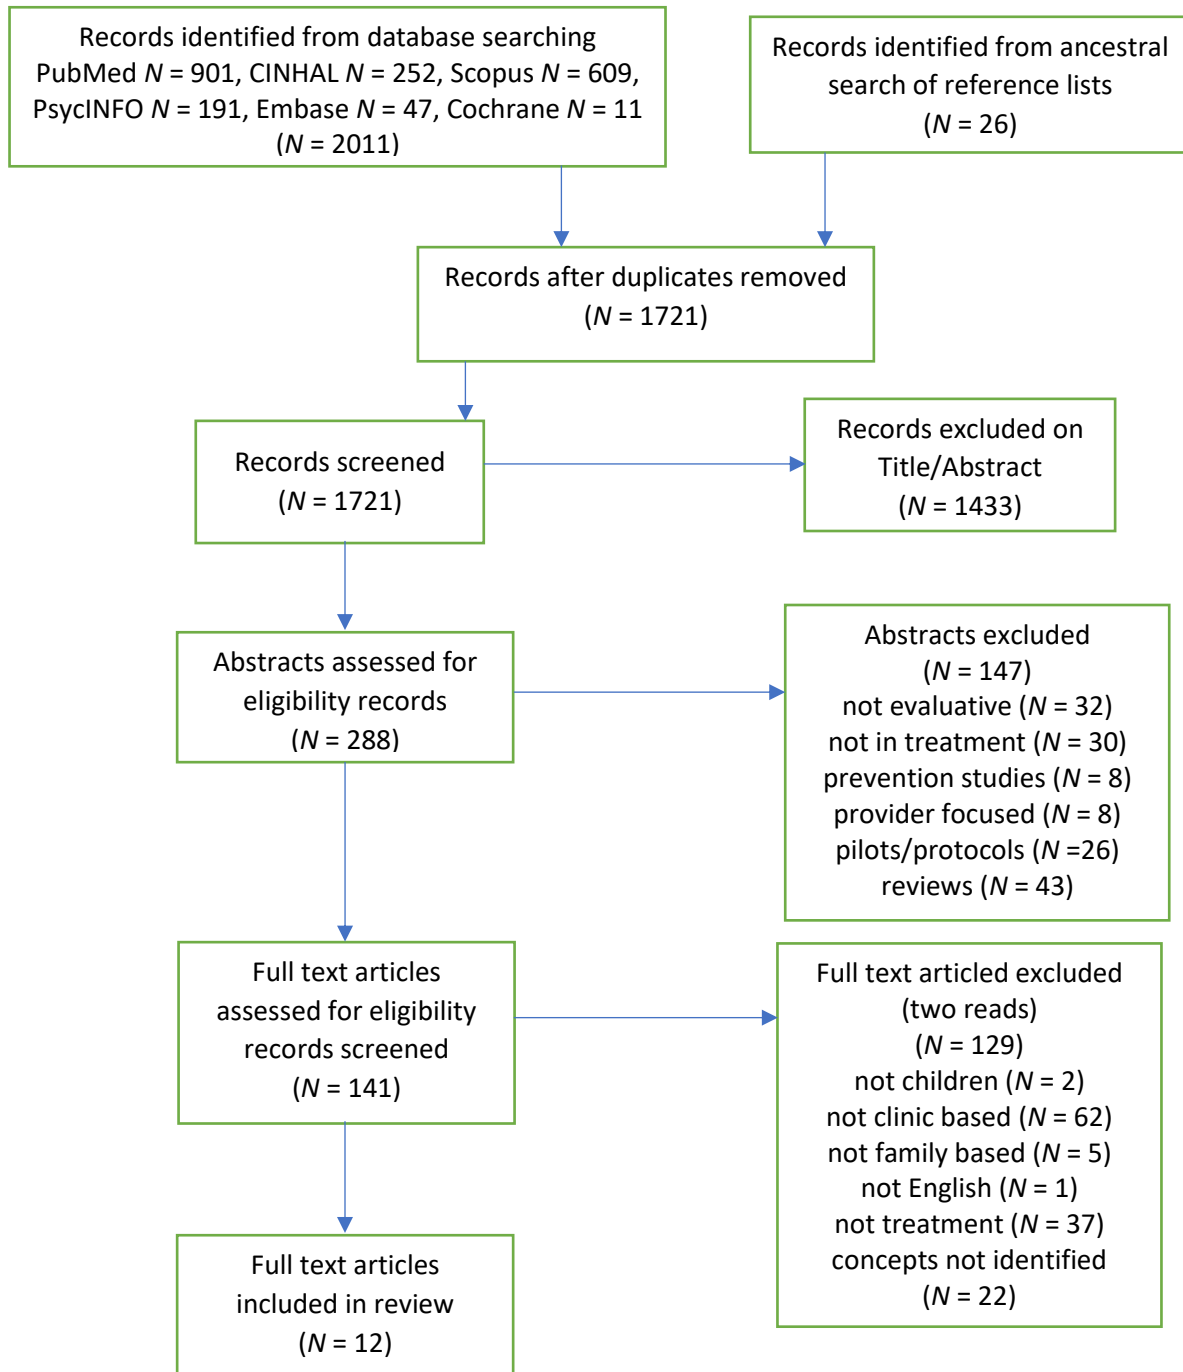 Records identified from database searching
PubMed N = 901, CINHAL N = 252, Scopus N = 609,
PsycINFO N = 191, Embase N = 47, Cochrane N = 11
(N = 2011)
Records identified from ancestral
search of reference lists
(N = 26)
Records after duplicates removed
(N = 1721)
Records screened
(N = 1721)
Records excluded on
Title/Abstract
(N = 1433)
Abstracts assessed for
eligibility records
(N = 288)
Abstracts excluded
(N = 147)
not evaluative (N = 32)
not in treatment (N = 30)
prevention studies (N = 8)
provider focused (N = 8)
pilots/protocols (N =26)
reviews (N = 43)
Full text articles
assessed for eligibility
records screened
(N = 141)
Full text articled excluded
(two reads)
(N = 129)
not children (N = 2)
not clinic based (N = 62)
not family based (N = 5)
not English (N = 1)
not treatment (N = 37)
concepts not identified
(N = 22)
Full text articles
included in review
(N = 12)